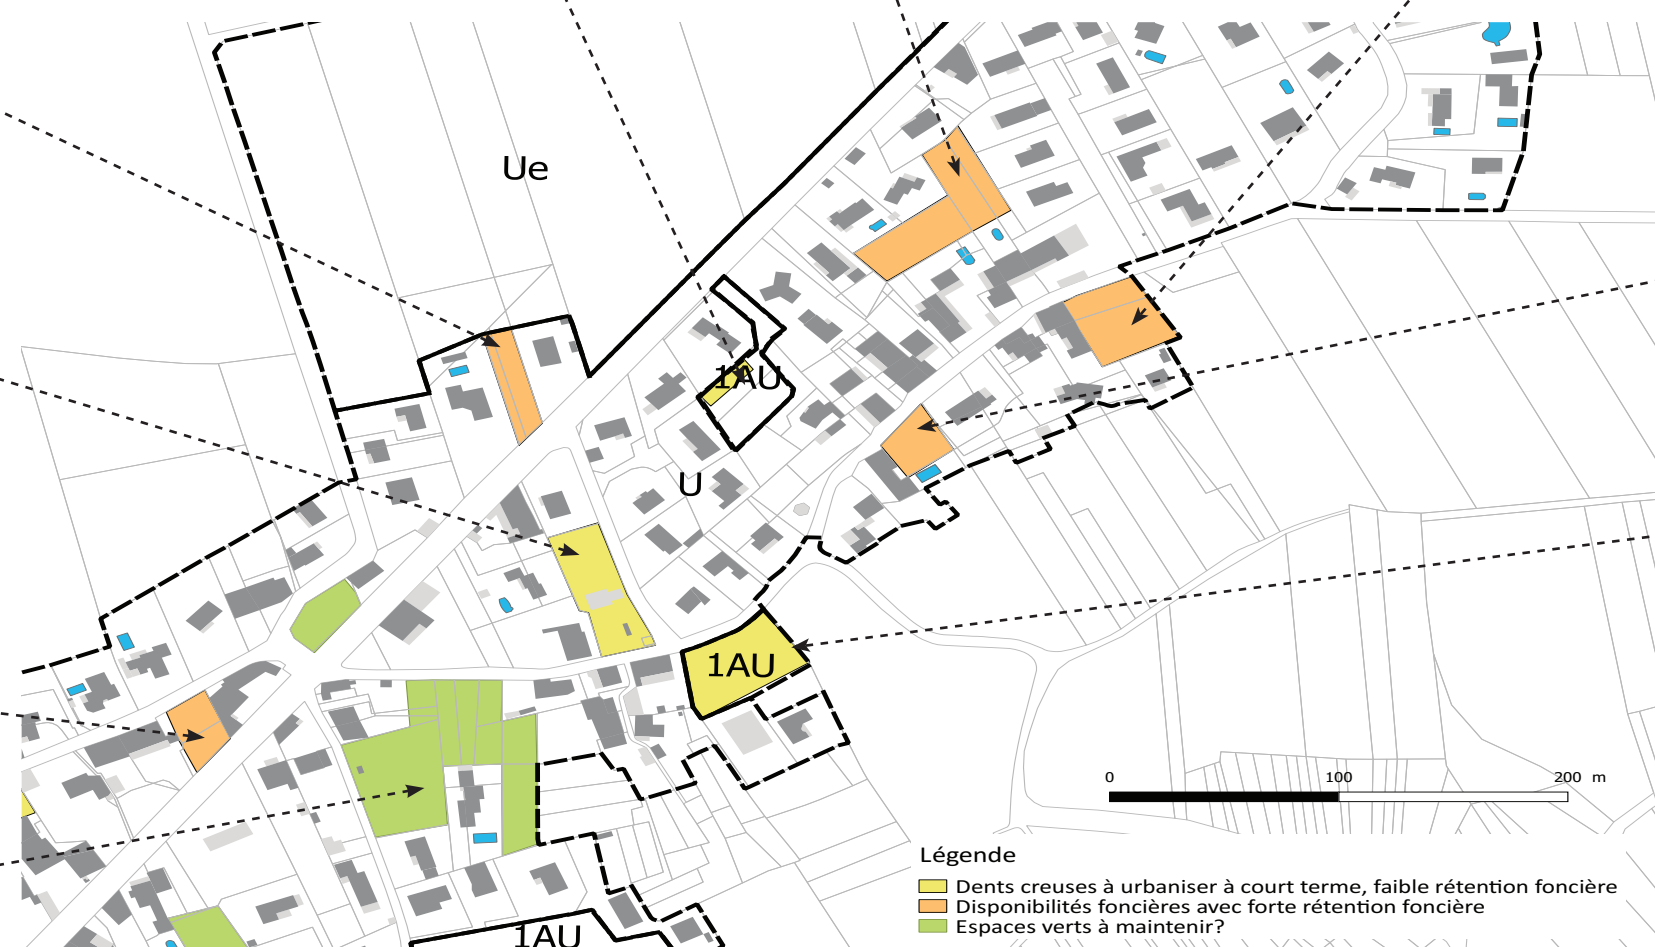 Ue
1AU
U
1AU
0 100 200 m
Légende
Dents creuses à urbaniser à court terme, faible rétention foncière
Disponibilités foncières avec forte rétention foncière
Espaces verts à maintenir?
1AU